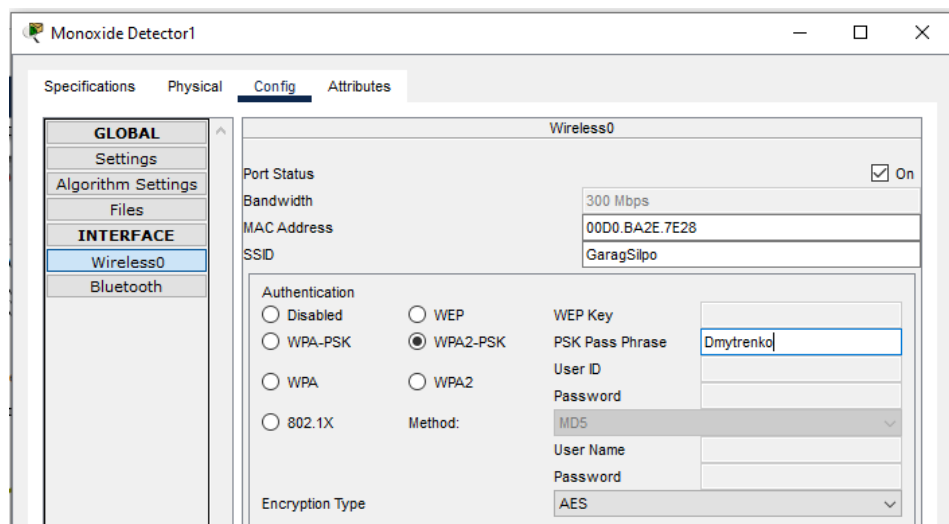 Monoxide Detector1
Specifications Physical Config Attributes
GLOBAL
Settings
Algorithm Settings
Files
INTERFACE
Wireless0
Bluetooth
Wireless0
Port Status On
Bandwidth 300 Mbps
MAC Address 00D0.BA2E.7E28
SSID GaragSilpo
Authentication
Disabled WEP WEP Key
WPA-PSK WPA2-PSK PSK Pass Phrase Dmytrenko
User ID
WPA WPA2 Password
802.1X Method: MD5
User Name
Password
Encryption Type AES